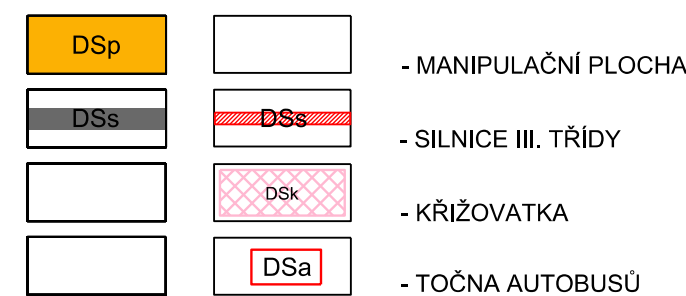 DSp - MANIPULAČNÍ PLOCHA
DSs DSs - SILNICE III. TŘÍDY
DSk - KŘIŽOVATKA
DSa - TOČNA AUTOBUSŮ